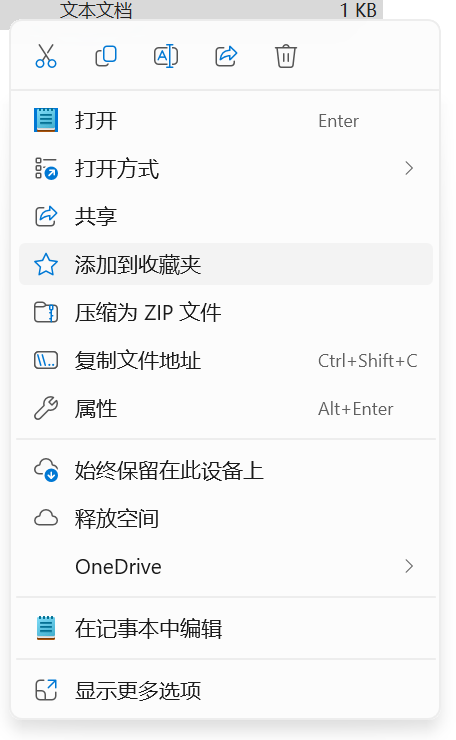 文本文档 1 KB
A
打开 Enter
打开方式
共享
添加到收藏夹
压缩为 ZIP 文件
复制文件地址 Ctrl+Shift+C
属性 Alt+Enter
始终保留在此设备上
释放空间
OneDrive
在记事本中编辑
显示更多选项